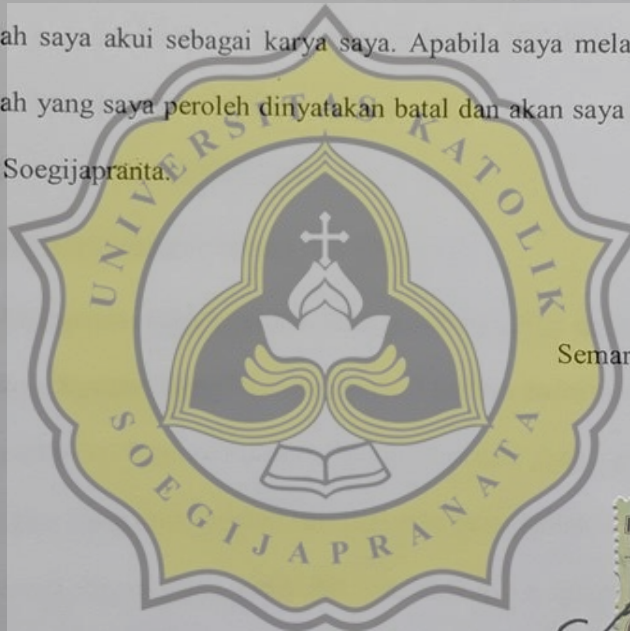 ah saya akui sebagai karya saya. Apabila saya mela
ah yang saya peroleh dinyatakan batal dan akan saya
Soegijapranta.
UNIVERSITAS KATOLIK
Semar
SOEGIJAPRANATA